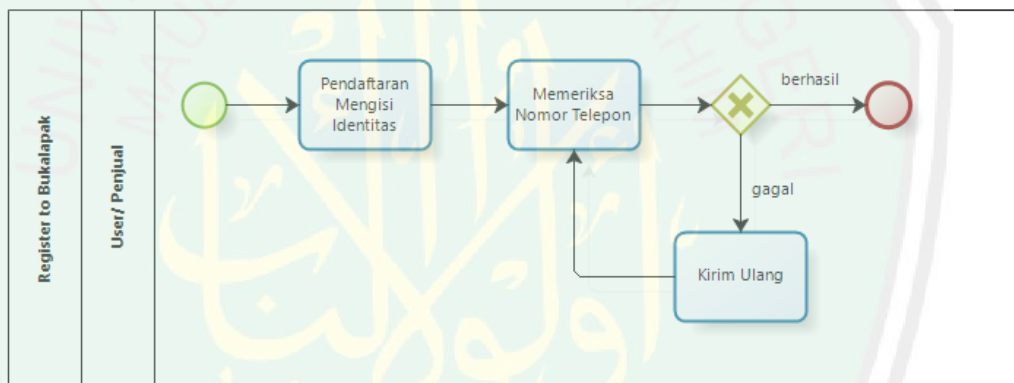 Register to Bukalapak
User/ Penjual
Pendaftaran
Mengisi
Identitas
Memeriksa
Nomor Telepon
berhasil
gagal
Kirim Ulang